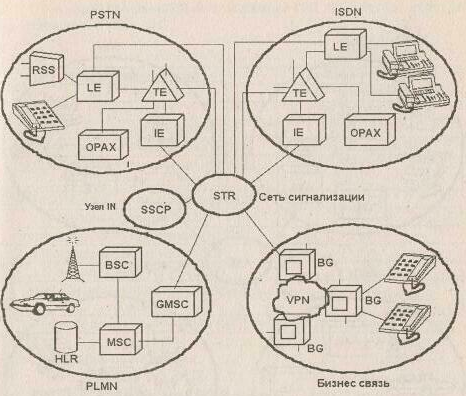 PSTN
ISDN
RSS
LE
TE
OPAX
IE
LE
TE
IE
OPAX
STR
Сеть сигнализации
Узел IN
SSCP
BSC
GMSC
HLR
MSC
PLMN
BG
VPN
BG
BG
Бизнес связь